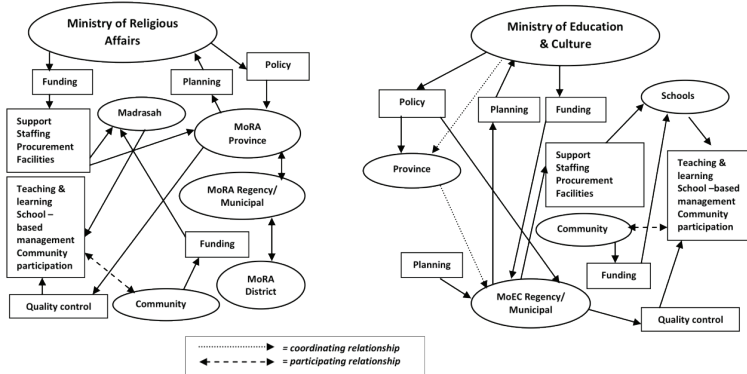 Ministry of Religious
Affairs
Funding
Planning
Policy
Support
Staffing
Procurement
Facilities
Madrasah
MoRA
Province
Teaching &
learning
School –
based
management
Community
participation
MoRA Regency/
Municipal
Funding
MoRA
District
Quality control
Community
Ministry of Education
& Culture
Policy
Planning
Funding
Schools
Province
Support
Staffing
Procurement
Facilities
Teaching &
learning
School –based
management
Community
participation
Community
Planning
Funding
MoEC Regency/
Municipal
Quality control
= coordinating relationship
= participating relationship